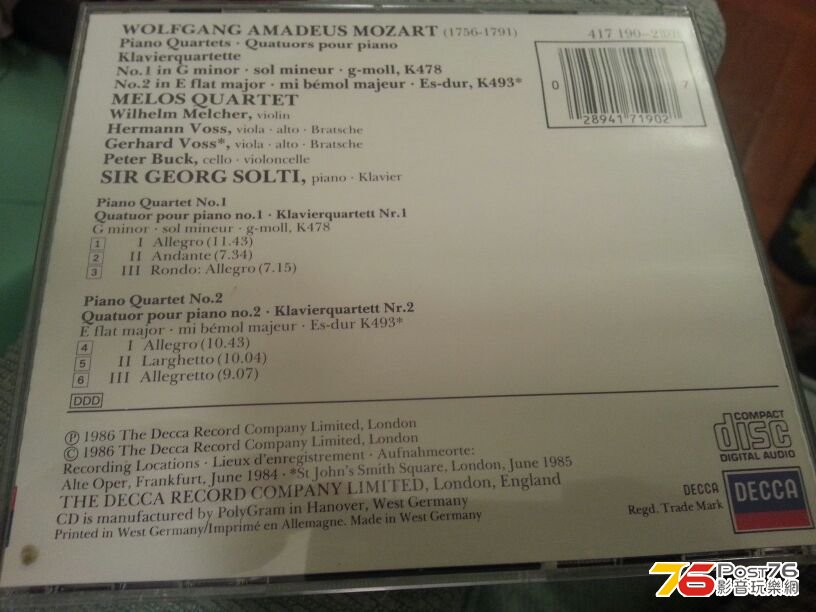 WOLFGANG AMADEUS MOZART (1756-1791)
417 190-2
Piano Quartets · Quatuors pour piano
Klavierquartette
No.1 in G minor · sol mineur · g-moll, K478
No.2 in E flat major · mi bémol majeur · Es-dur, K493*
0 28941 71902 7
MELOS QUARTET
Wilhelm Melcher, violin
Hermann Voss, viola · alto · Bratsche
Gerhard Voss*, viola · alto · Bratsche
Peter Buck, cello · violoncelle
SIR GEORG SOLTI, piano · Klavier
Piano Quartet No.1
Quatuor pour piano no.1 · Klavierquartett Nr.1
G minor · sol mineur · g-moll, K478
1 I Allegro (11.43)
2 II Andante (7.34)
3 III Rondo: Allegro (7.15)
Piano Quartet No.2
Quatuor pour piano no.2 · Klavierquartett Nr.2
E flat major · mi bémol majeur · Es-dur K493*
4 I Allegro (10.43)
5 II Larghetto (10.04)
6 III Allegretto (9.07)
DDD
℗ 1986 The Decca Record Company Limited, London
© 1986 The Decca Record Company Limited, London
Recording Locations · Lieux d'enregistrement · Aufnahmeorte:
Alte Oper, Frankfurt, June 1984 · *St John's Smith Square, London, June 1985
THE DECCA RECORD COMPANY LIMITED, London, England
CD is manufactured by PolyGram in Hanover, West Germany
Printed in West Germany/Imprimé en Allemagne. Made in West Germany
COMPACT
disc
DIGITAL AUDIO
DECCA
Regd. Trade Mark
DECCA
76 Post76
影音玩樂網